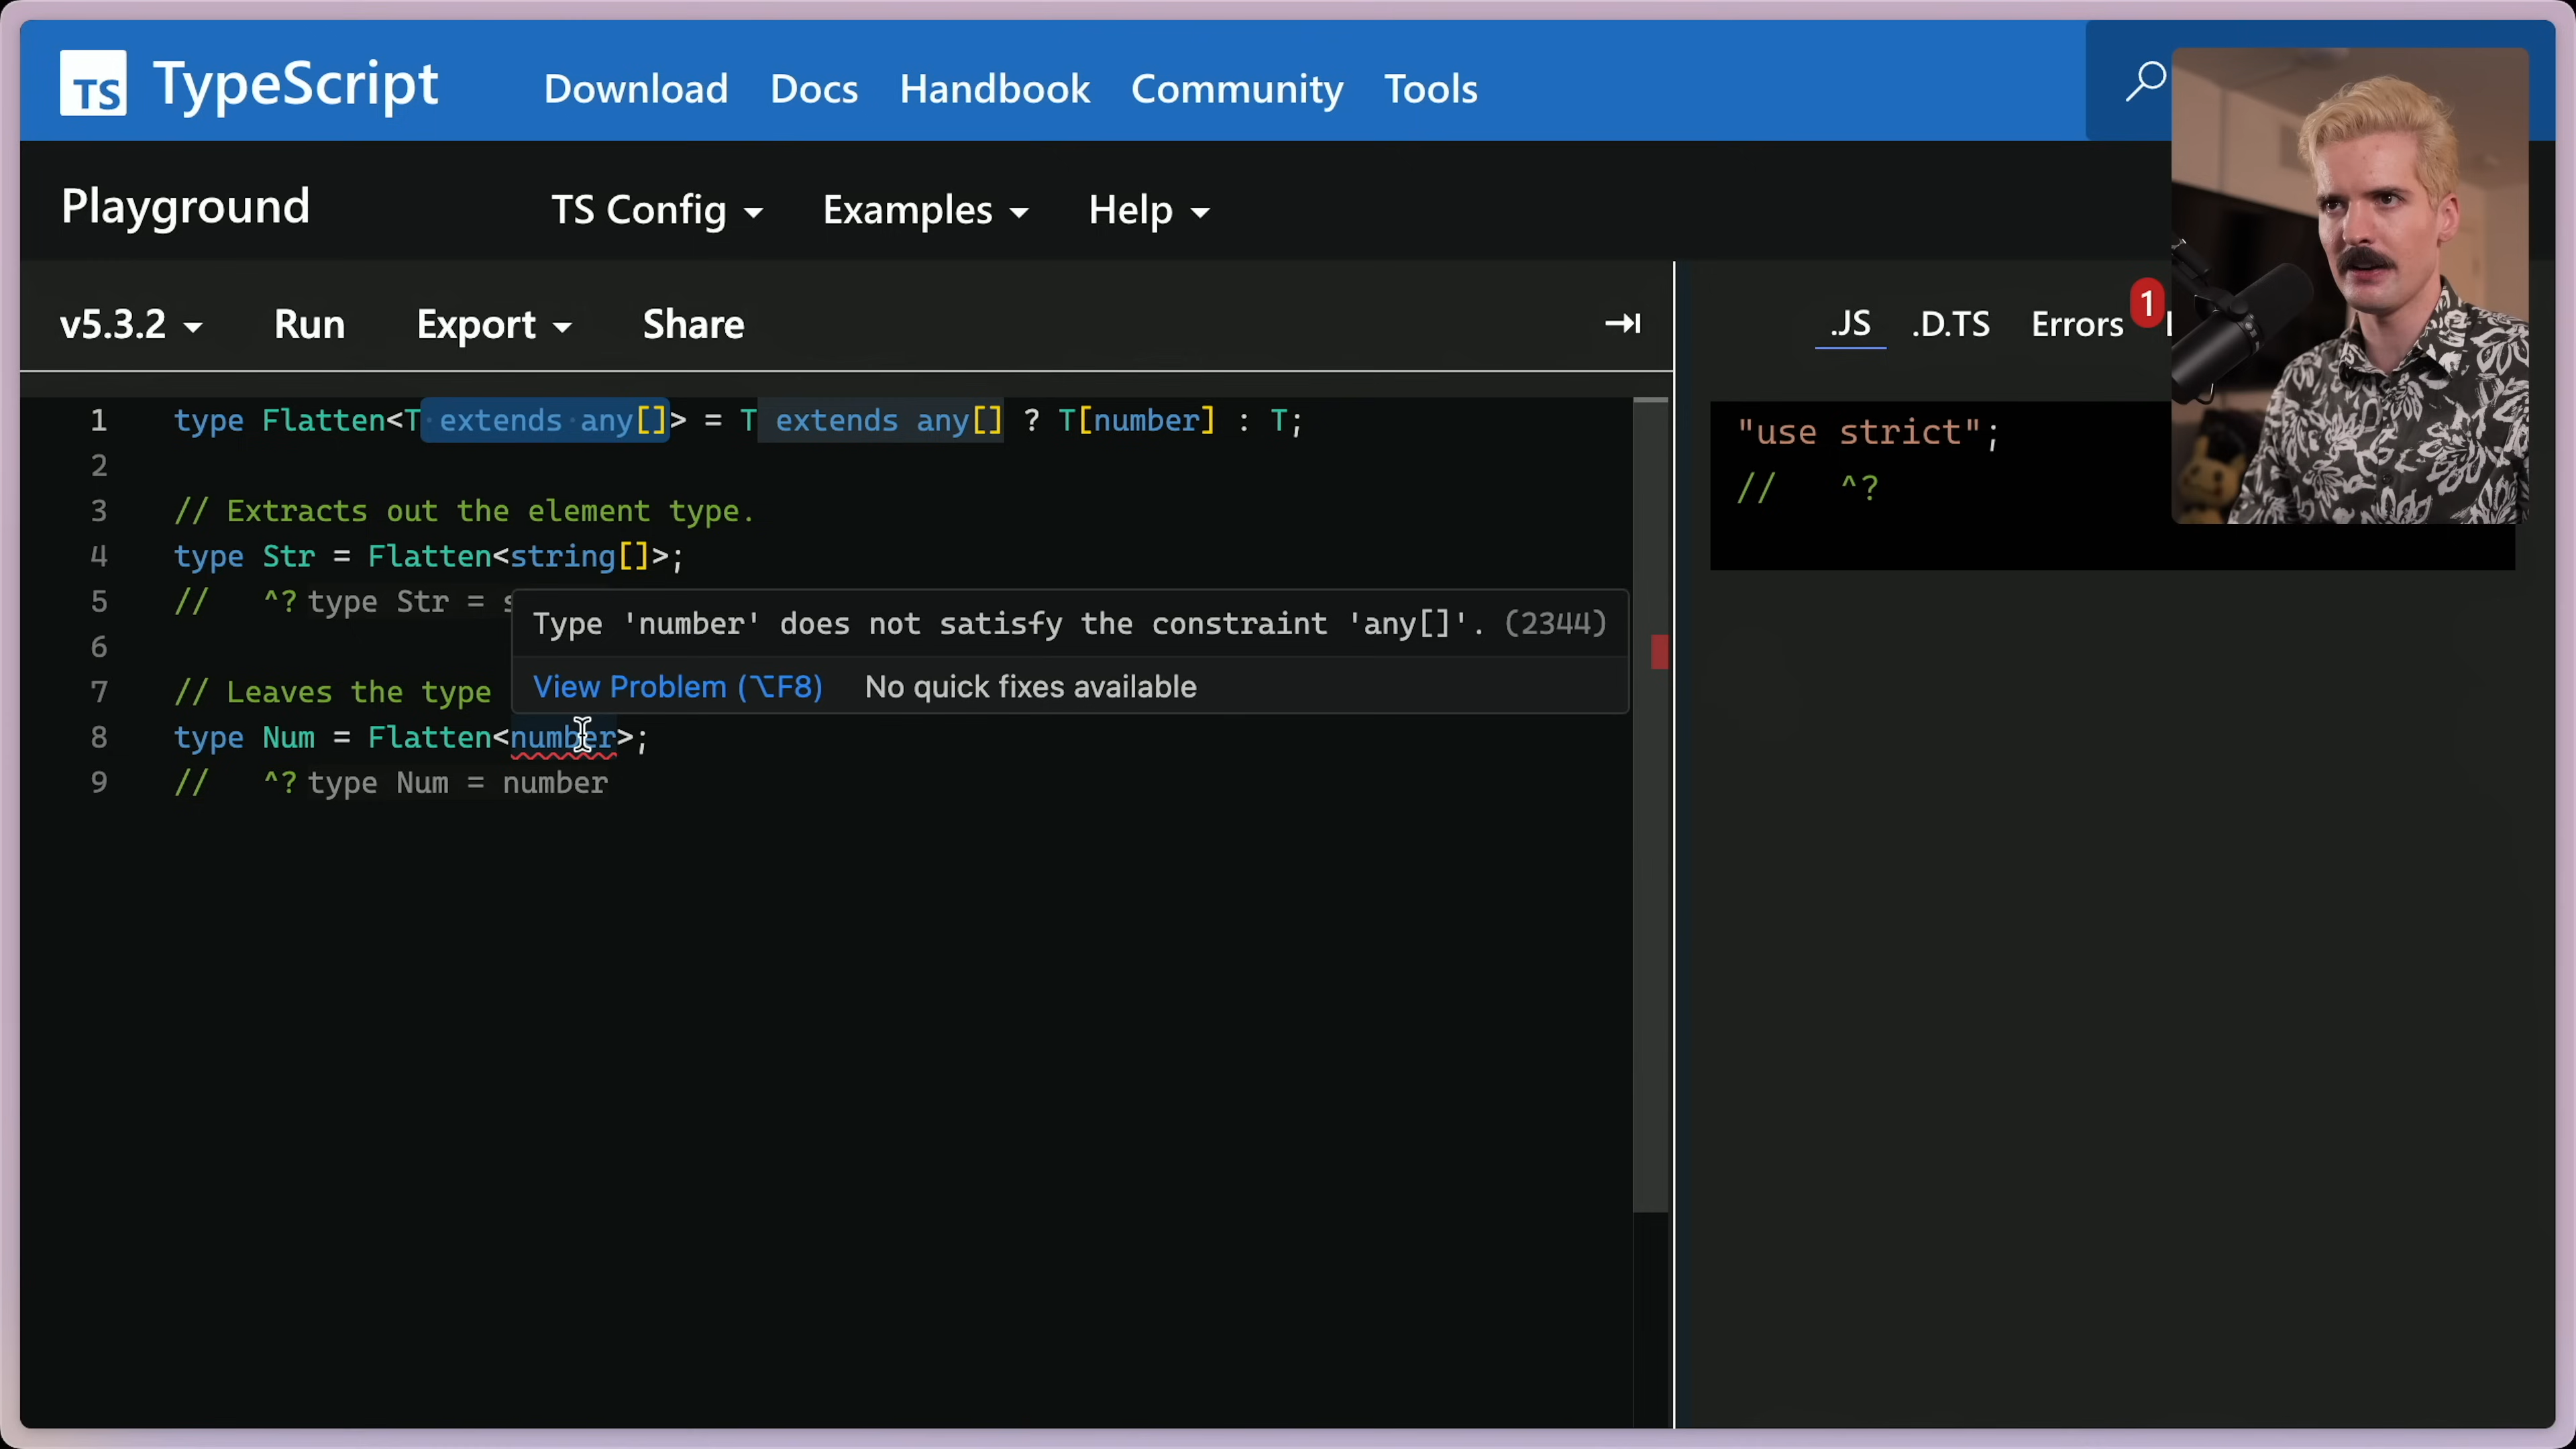 TS TypeScript Download Docs Handbook Community Tools
Playground TS Config Examples Help
v5.3.2 Run Export Share
.JS .D.TS Errors 1
1 type Flatten<T extends any[]> = T extends any[] ? T[number] : T;
2
3 // Extracts out the element type.
4 type Str = Flatten<string[]>;
5 // ^? type Str = s
6
7 // Leaves the type
8 type Num = Flatten<number>;
9 // ^? type Num = number
Type 'number' does not satisfy the constraint 'any[]'. (2344)
View Problem (⌥F8) No quick fixes available
"use strict";
// ^?